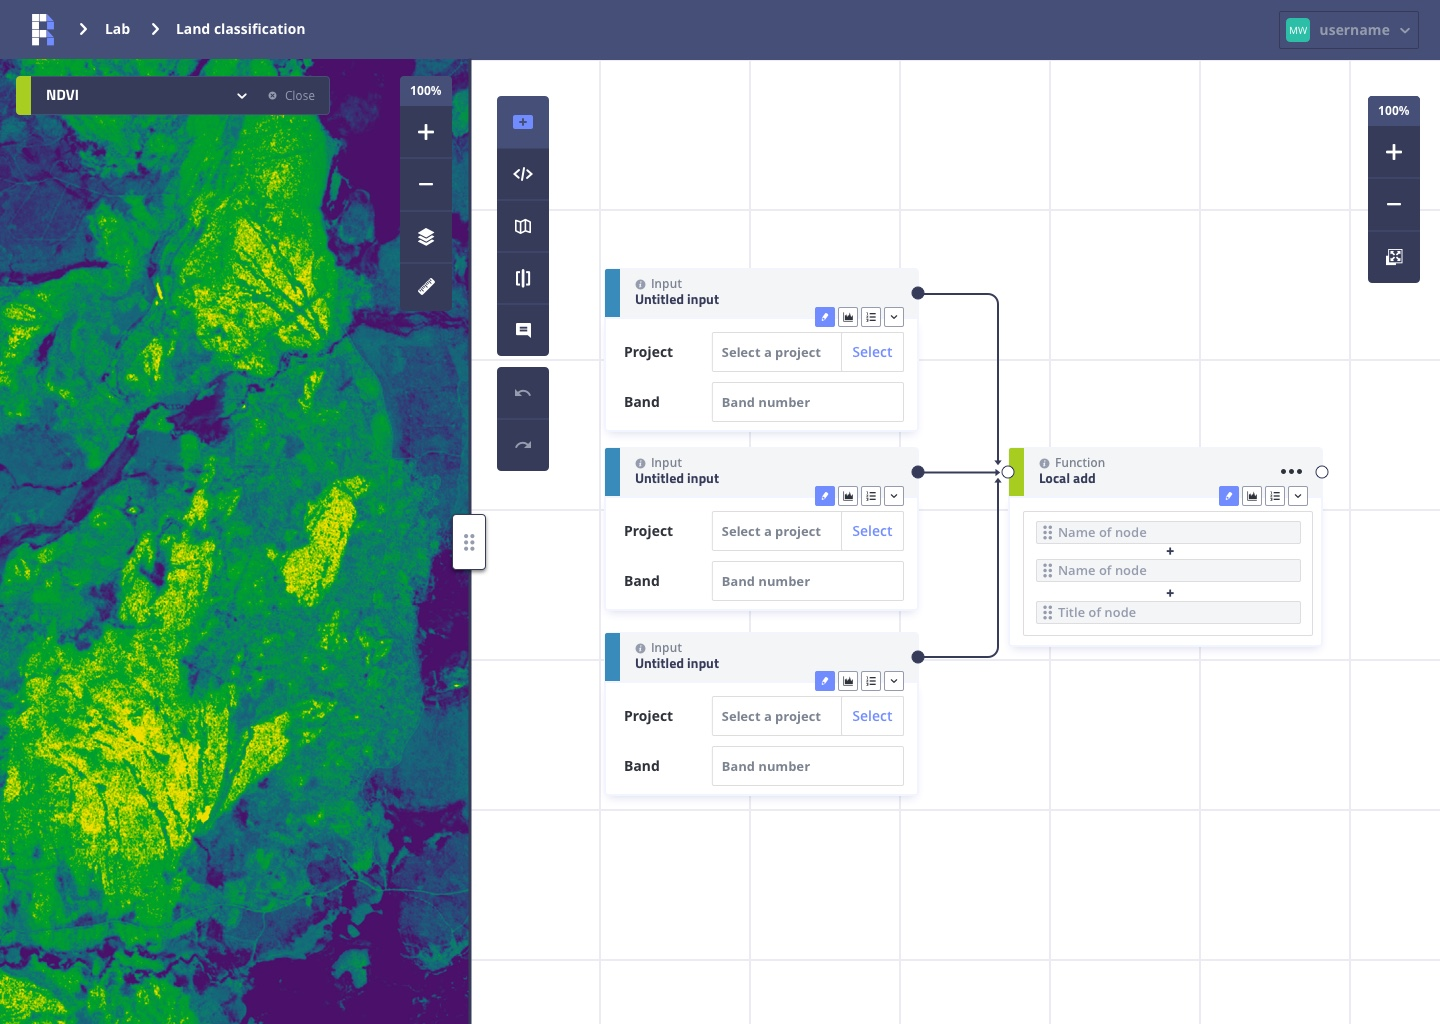 Lab
Land classification
MW
username
NDVI
Close
100%
100%
Input
Untitled input
Project
Select a project
Select
Band
Band number
Input
Untitled input
Project
Select a project
Select
Band
Band number
Input
Untitled input
Project
Select a project
Select
Band
Band number
Function
Local add
Name of node
+
Name of node
+
Title of node